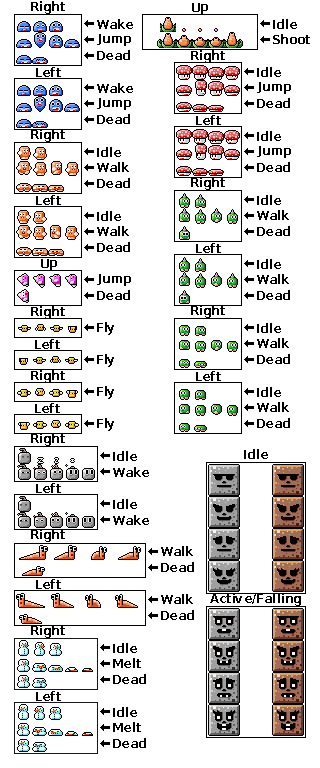 Right
Wake
Jump
Dead
Left
Wake
Jump
Dead
Right
Idle
Walk
Dead
Left
Idle
Walk
Dead
Up
Jump
Dead
Right
Fly
Left
Fly
Right
Fly
Left
Fly
Right
Idle
Wake
Left
Idle
Wake
Right
Walk
Dead
Left
Walk
Dead
Right
Idle
Melt
Dead
Left
Idle
Melt
Dead
Up
Idle
Shoot
Right
Idle
Jump
Dead
Left
Idle
Jump
Dead
Right
Idle
Walk
Dead
Left
Idle
Walk
Dead
Right
Idle
Walk
Dead
Left
Idle
Walk
Dead
Idle
Active/Falling